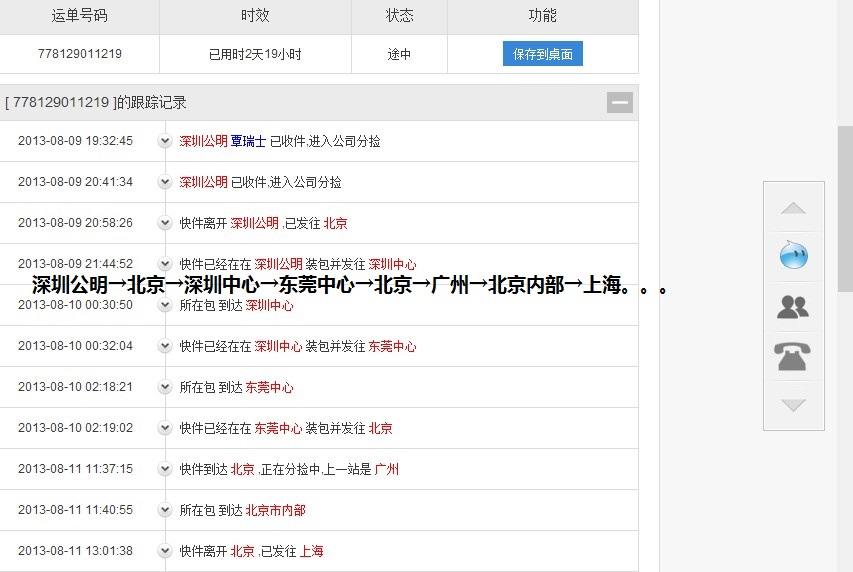 运单号码 时效 状态 功能
778129011219 已用时2天19小时 途中 保存到桌面
[ 778129011219 ]的跟踪记录
2013-08-09 19:32:45 深圳公明 覃瑞士 已收件,进入公司分捡
2013-08-09 20:41:34 深圳公明 已收件,进入公司分捡
2013-08-09 20:58:26 快件离开 深圳公明 ,已发往 北京
2013-08-09 21:44:52 快件已经在在 深圳公明 装包并发往 深圳中心
深圳公明→北京→深圳中心→东莞中心→北京→广州→北京内部→上海。。。
2013-08-10 00:30:50 所在包 到达 深圳中心
2013-08-10 00:32:04 快件已经在在 深圳中心 装包并发往 东莞中心
2013-08-10 02:18:21 所在包 到达 东莞中心
2013-08-10 02:19:02 快件已经在在 东莞中心 装包并发往 北京
2013-08-11 11:37:15 快件到达 北京 ,正在分捡中,上一站是 广州
2013-08-11 11:40:55 所在包 到达 北京市内部
2013-08-11 13:01:38 快件离开 北京 ,已发往 上海